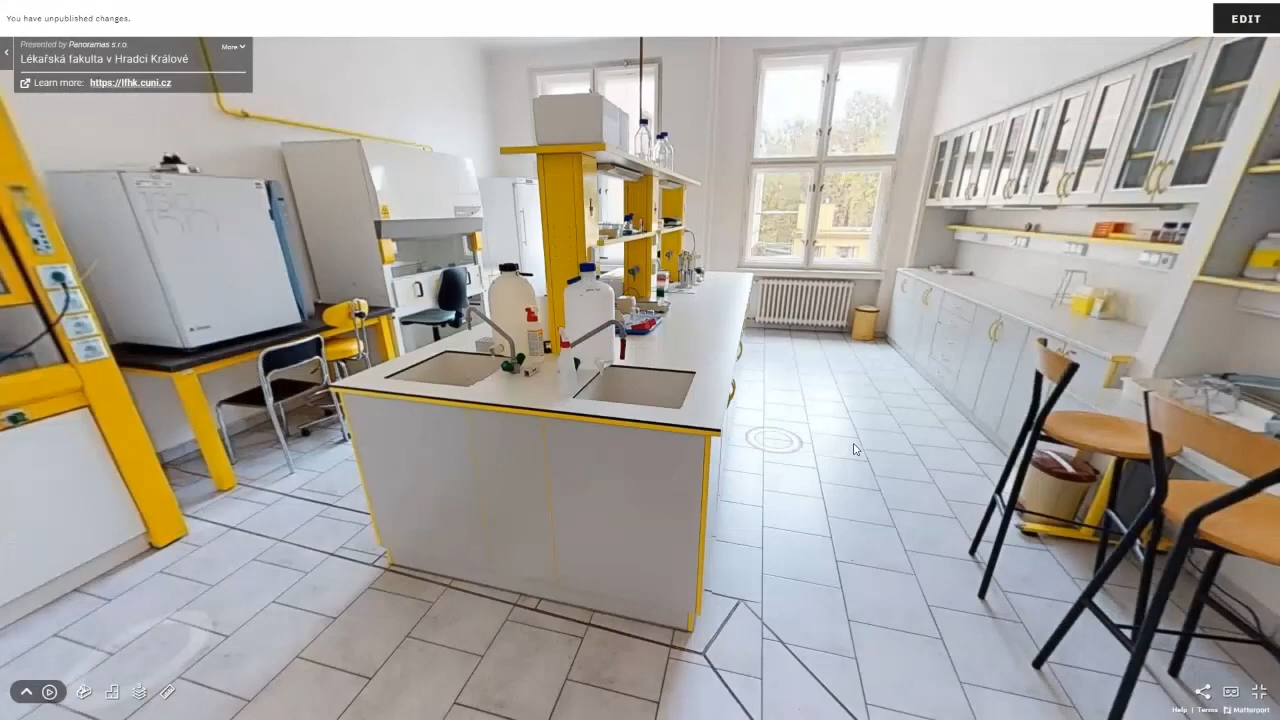 You have unpublished changes.
EDIT
Presented by Panoramas s.r.o.
More
Lékařská fakulta v Hradci Králové
Learn more: https://lfhk.cuni.cz
Help | Terms Matterport